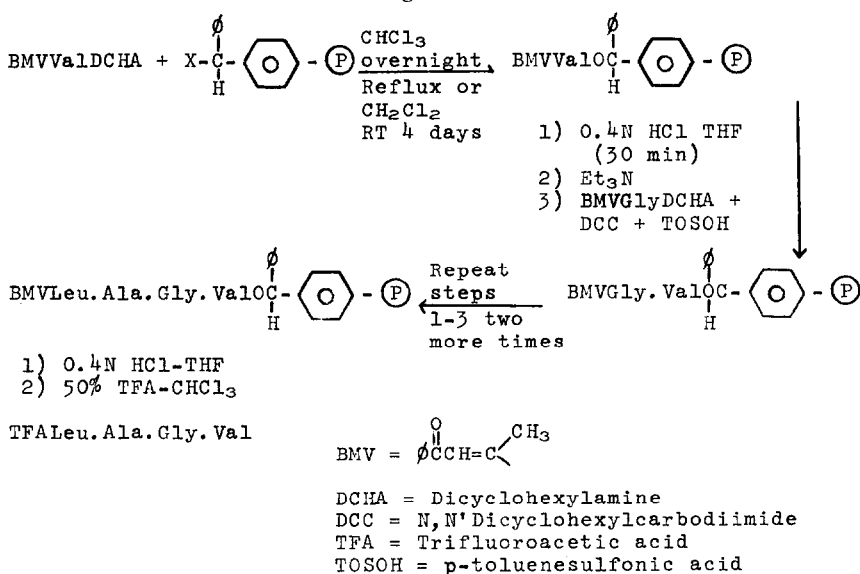 Ø
BMVValDCHA + X-C- O -Ⓟ
H
CHCl₃
overnight
Reflux or
CH₂Cl₂
RT 4 days
Ø
BMVValOC- O -Ⓟ
H
1) 0.4N HCl THF
(30 min)
2) Et₃N
3) BMVGlyDCHA +
DCC + TOSOH
Ø
BMVGly.ValOC- O -Ⓟ
H
Repeat
steps
1-3 two
more times
Ø
BMVLeu.Ala.Gly.ValOC- O -Ⓟ
H
1) 0.4N HCl-THF
2) 50% TFA-CHCl₃
TFALeu.Ala.Gly.Val
O
BMV = ØCCH=C
CH₃
DCHA = Dicyclohexylamine
DCC = N,N'Dicyclohexylcarbodiimide
TFA = Trifluoroacetic acid
TOSOH = p-toluenesulfonic acid